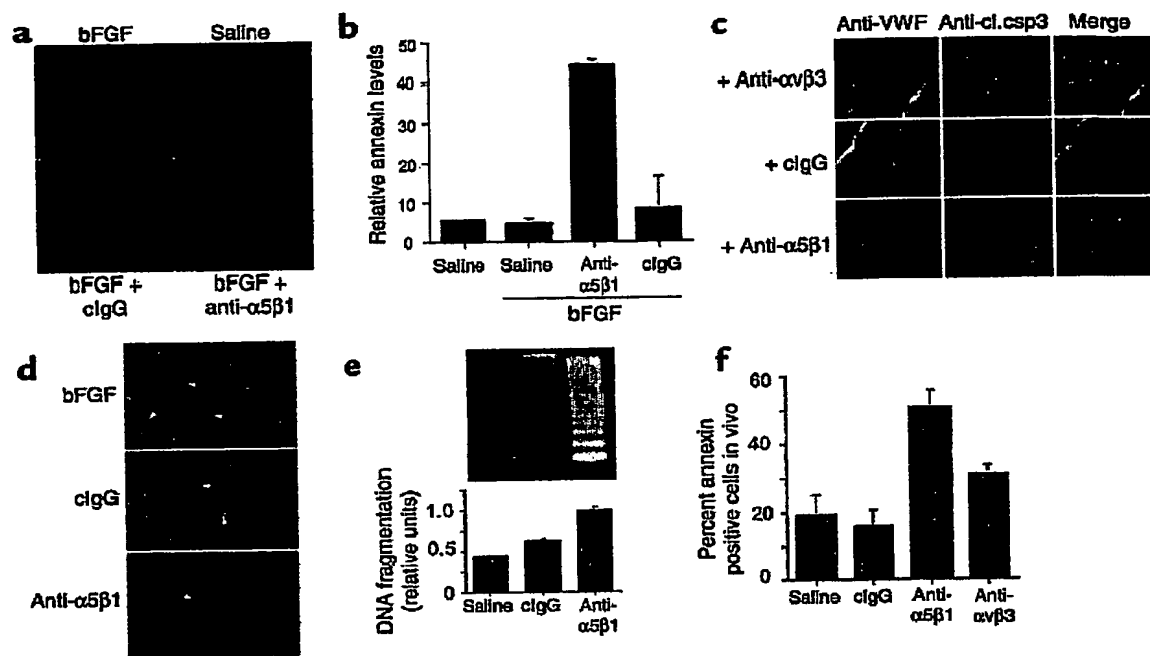 a
bFGF Saline
bFGF + cIgG
bFGF + anti-α5β1
b
Relative annexin levels
50
40
30
20
10
0
Saline Saline Anti-α5β1 cIgG
bFGF
c
Anti-VWF Anti-cl.csp3 Merge
+ Anti-αvβ3
+ cIgG
+ Anti-α5β1
d
bFGF
cIgG
Anti-α5β1
e
DNA fragmentation
(relative units)
1.0
0.5
0
Saline cIgG Anti-α5β1
f
Percent annexin
positive cells in vivo
60
40
20
0
Saline cIgG Anti-α5β1 Anti-αvβ3